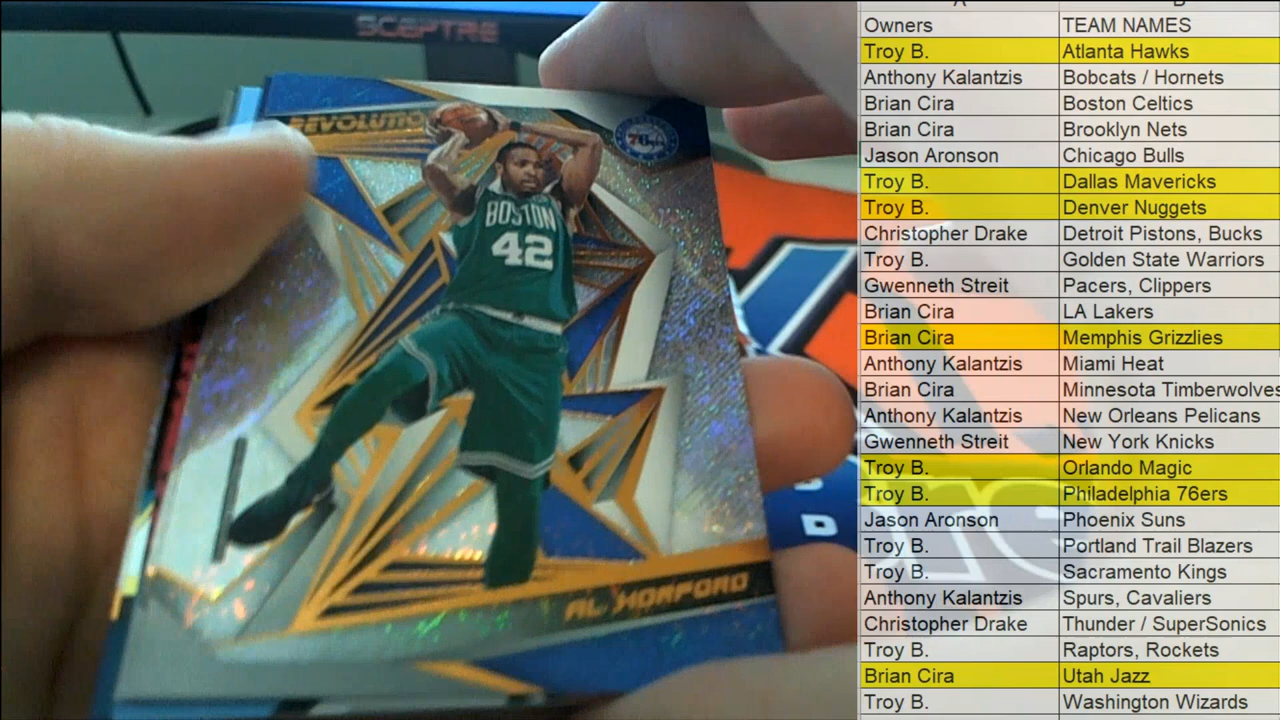 SCEPTRE
REVOLUTIO
76ers
BOSTON
42
AL HORFORD
A B
Owners TEAM NAMES
Troy B. Atlanta Hawks
Anthony Kalantzis Bobcats / Hornets
Brian Cira Boston Celtics
Brian Cira Brooklyn Nets
Jason Aronson Chicago Bulls
Troy B. Dallas Mavericks
Troy B. Denver Nuggets
Christopher Drake Detroit Pistons, Bucks
Troy B. Golden State Warriors
Gwenneth Streit Pacers, Clippers
Brian Cira LA Lakers
Brian Cira Memphis Grizzlies
Anthony Kalantzis Miami Heat
Brian Cira Minnesota Timberwolves
Anthony Kalantzis New Orleans Pelicans
Gwenneth Streit New York Knicks
Troy B. Orlando Magic
Troy B. Philadelphia 76ers
Jason Aronson Phoenix Suns
Troy B. Portland Trail Blazers
Troy B. Sacramento Kings
Anthony Kalantzis Spurs, Cavaliers
Christopher Drake Thunder / SuperSonics
Troy B. Raptors, Rockets
Brian Cira Utah Jazz
Troy B. Washington Wizards